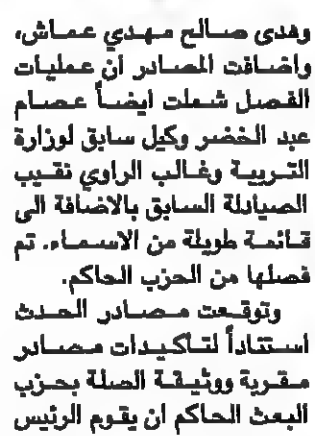 وهدى صالح مهدي عماش،
واضافت المصادر ان عمليات
الفصل شملت ايضاً عصام
عبد الخضر وكيل سابق لوزارة
التربية وغالب الراوي نقيب
الصيادلة السابق بالاضافة الى
قائمة طويلة من الاسماء. تم
فصلها من الحزب الحاكم.
وتوقعت مصادر الحدث
استناداً لتاكيدات مصادر
مقربة ووثيقة الصلة بحزب
البعث الحاكم ان يقوم الرئيس